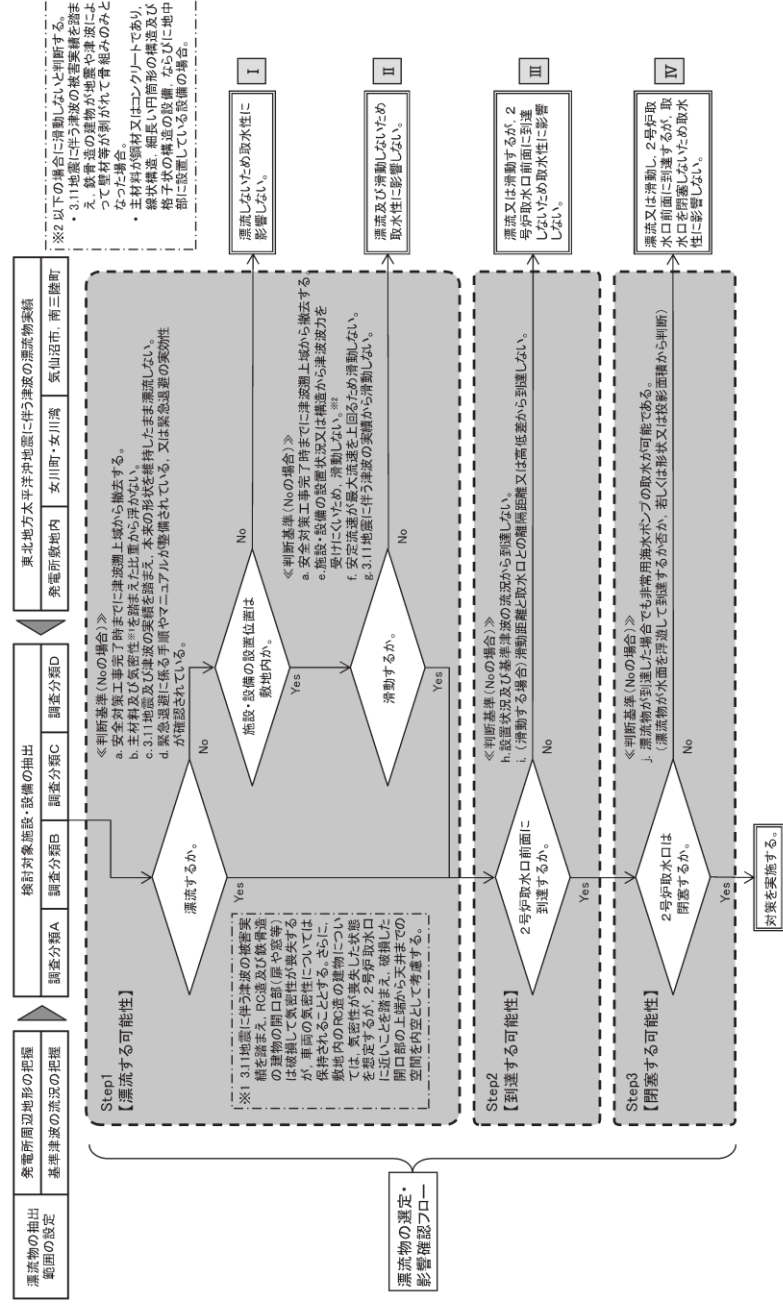 漂流物の抽出
範囲の設定
発電所周辺地形の把握
基準津波の流況の把握
検討対象施設・設備の抽出
調査分類A
調査分類B
調査分類C
調査分類D
東北地方太平洋沖地震に伴う津波の漂流物実績
発電所敷地内
女川町・女川湾
気仙沼市，南三陸町
※2 以下の場合に滑動しないと判断する。
・3.11地震に伴う津波の被害実績を踏ま
え，鉄骨造の建物が地震や津波によ
って壁材等が剥がれて骨組みのみと
なった場合。
・主材料が鋼材又はコンクリートであり，
線状構造，細長い円筒形の構造及び
格子状の構造の設備，ならびに地中
部に設置している設備の場合。
漂流物の選定・
影響確認フロー
Step1
【漂流する可能性】
漂流するか。
No
Yes
≪判断基準（Noの場合）≫
a. 安全対策工事完了時までに津波遡上域から撤去する。
b. 主材料及び気密性※1を踏まえた比重から浮かない。
c. 3.11地震及び津波の実績を踏まえ，本来の形状を維持したまま漂流しない。
d. 緊急退避に係る手順やマニュアルが整備されている，又は緊急退避の実効性
が確認されている。
※1 3.11地震に伴う津波の被害実
績を踏まえ，RC造及び鉄骨造
の建物の開口部（扉や窓等）
は破損して気密性が喪失する
が，車両の気密性については
保持されることとする。さらに，
敷地内のRC造の建物につい
ては，気密性が喪失した状態
を想定するが，2号炉取水口
に近いことを踏まえ，破損した
開口部の上端から天井までの
空間を内空として考慮する。
施設・設備の設置位置は
敷地内か。
No
Yes
漂流しないため取水性に
影響しない。
Ⅰ
滑動するか。
No
Yes
≪判断基準（Noの場合）≫
a. 安全対策工事完了時までに津波遡上域から撤去する。
e. 施設・設備の設置状況又は構造から津波波力を
受けにくいため，滑動しない。※2
f. 安定流速が最大流速を上回るため滑動しない。
g. 3.11地震に伴う津波の実績から滑動しない。
漂流及び滑動しないため
取水性に影響しない。
Ⅱ
Step2
【到達する可能性】
2号炉取水口前面に
到達するか。
No
Yes
≪判断基準（Noの場合）≫
h. 設置状況及び基準津波の流況から到達しない。
i. （滑動する場合）滑動距離と取水口との離隔距離又は高低差から到達しない。
漂流又は滑動するが，2
号炉取水口前面に到達
しないため取水性に影響
しない。
Ⅲ
Step3
【閉塞する可能性】
2号炉取水口は
閉塞するか。
No
Yes
≪判断基準（Noの場合）≫
j. 漂流物が到達した場合でも非常用海水ポンプの取水が可能である。
（漂流物が水面を浮遊して到達するか否か，若しくは形状又は投影面積から判断）
漂流又は滑動し，2号炉取
水口前面に到達するが，取
水口を閉塞しないため取水
性に影響しない。
Ⅳ
対策を実施する。